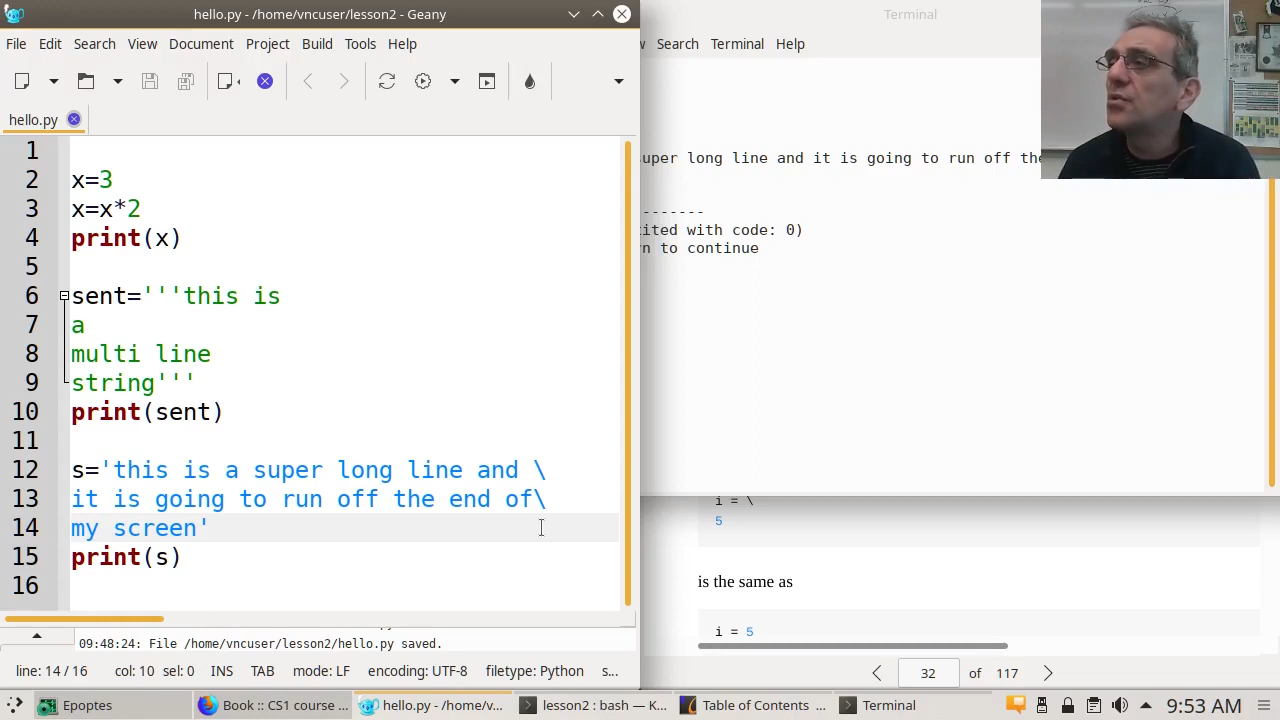 hello.py - /home/vncuser/lesson2 - Geany
File Edit Search View Document Project Build Tools Help
hello.py
1
2 x=3
3 x=x*2
4 print(x)
5
6 sent='''this is
7 a
8 multi line
9 string'''
10 print(sent)
11
12 s='this is a super long line and \
13 it is going to run off the end of\
14 my screen'
15 print(s)
16
09:48:24: File /home/vncuser/lesson2/hello.py saved.
line: 14 / 16 col: 10 sel: 0 INS TAB mode: LF encoding: UTF-8 filetype: Python s...
Terminal
Search Terminal Help
super long line and it is going to run off the
-------
ited with code: 0)
n to continue
i = \
5
is the same as
i = 5
32 of 117
Epoptes Book :: CS1 course ... hello.py - /home/v... lesson2 : bash — K... Table of Contents ... Terminal 9:53 AM